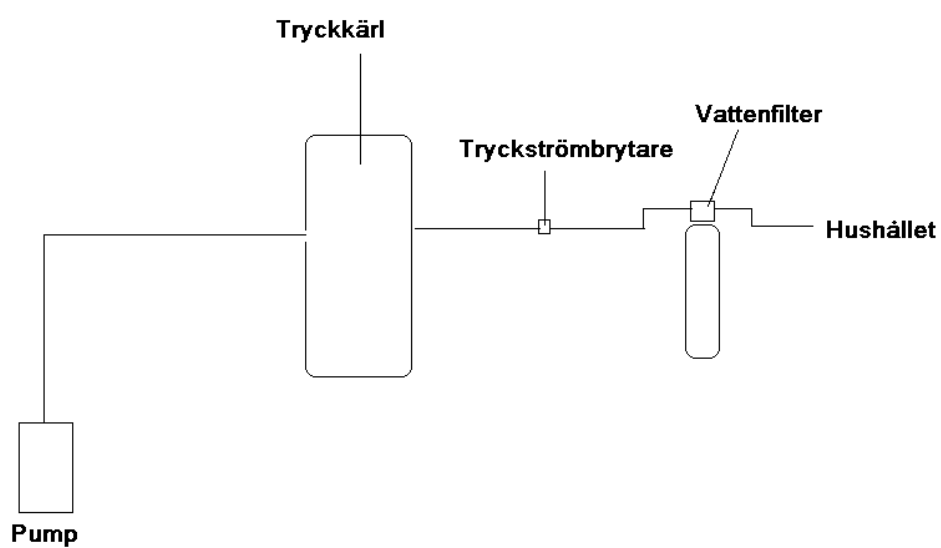 Tryckkärl
Vattenfilter
Tryckströmbrytare
Hushållet
Pump